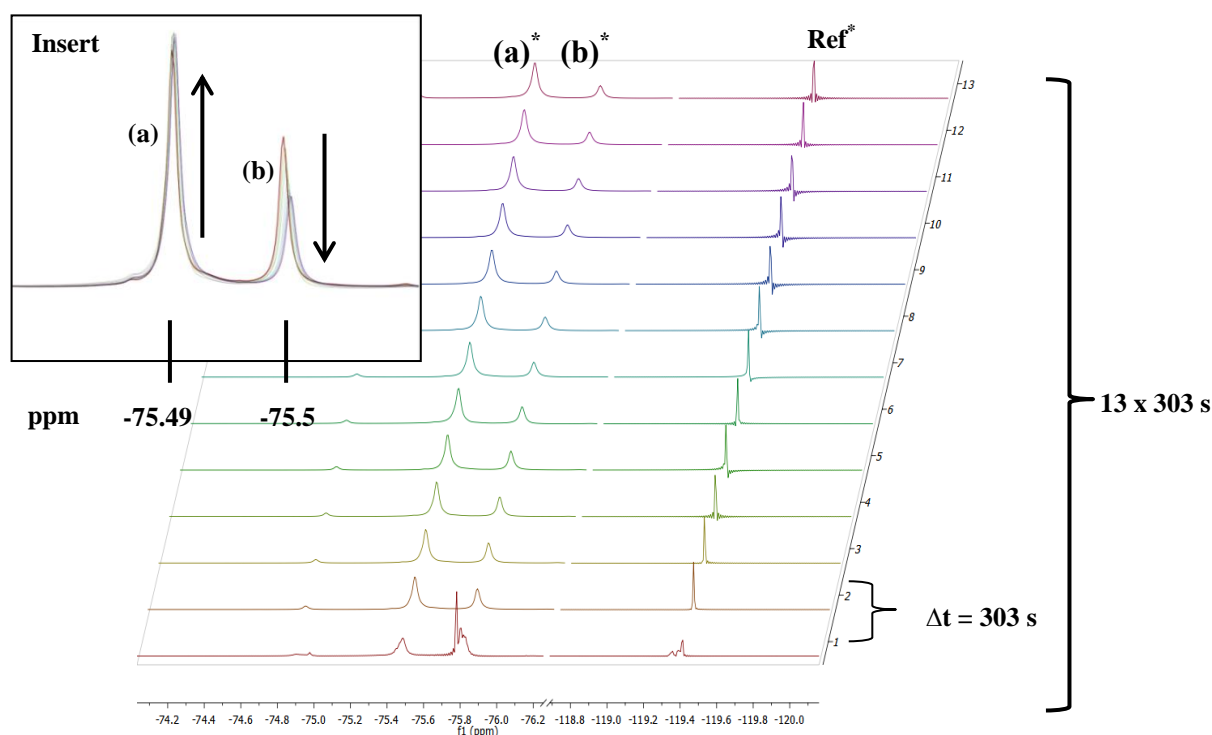 Insert
(a)
(b)
ppm
-75.49
-75.5
(a)*
(b)*
Ref*
13
12
11
10
9
8
7
6
5
4
3
2
1
13 x 303 s
Δt = 303 s
-74.2 -74.4 -74.6 -74.8 -75.0 -75.2 -75.4 -75.6 -75.8 -76.0 -76.2 -118.8 -119.0 -119.2 -119.4 -119.6 -119.8 -120.0
f1 (ppm)